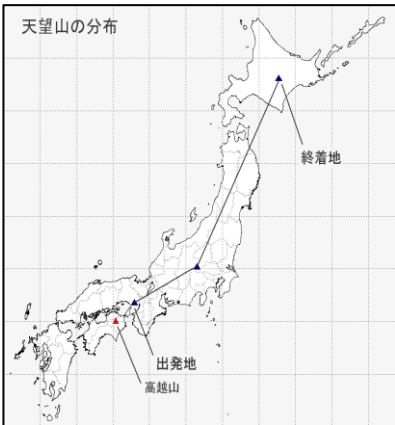 天望山の分布
終着地
出発地
高越山